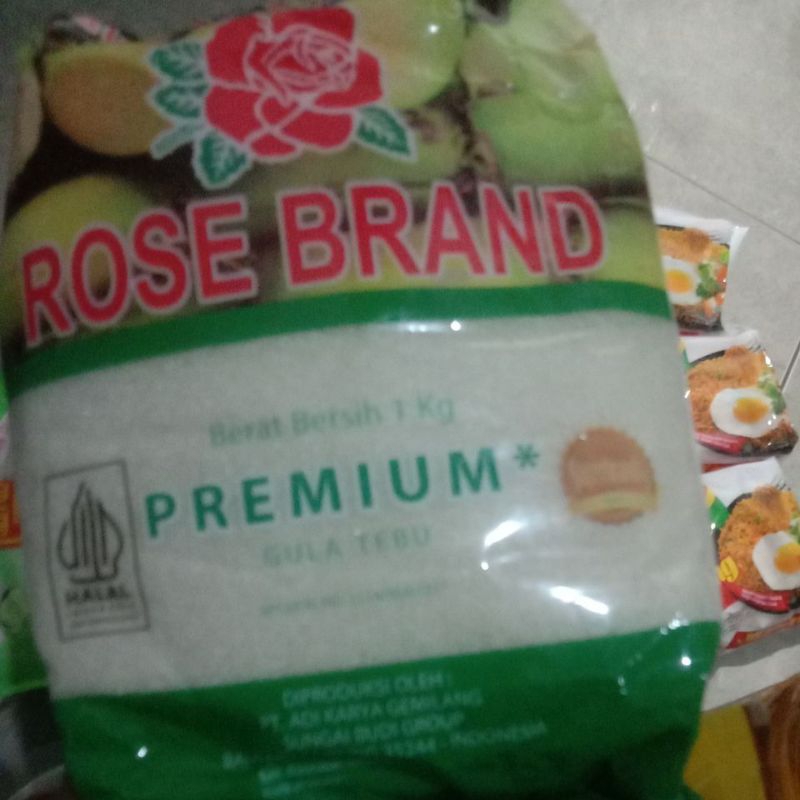 ROSE BRAND
Berat Bersih 1 Kg
PREMIUM*
GULA TEBU
HALAL
DIPRODUKSI OLEH :
PT. ADI KARYA GEMILANG
SUNGAI BUDI GROUP
INDONESIA